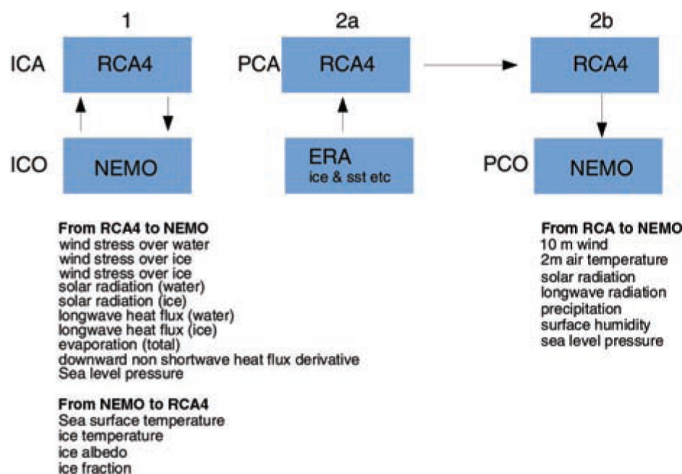 1 2a 2b
ICA RCA4 PCA RCA4 RCA4
ICO NEMO ERA PCO NEMO
ice & sst etc
From RCA4 to NEMO
wind stress over water
wind stress over ice
wind stress over ice
solar radiation (water)
solar radiation (ice)
longwave heat flux (water)
longwave heat flux (ice)
evaporation (total)
downward non shortwave heat flux derivative
Sea level pressure
From NEMO to RCA4
Sea surface temperature
ice temperature
ice albedo
ice fraction
From RCA to NEMO
10 m wind
2m air temperature
solar radiation
longwave radiation
precipitation
surface humidity
sea level pressure